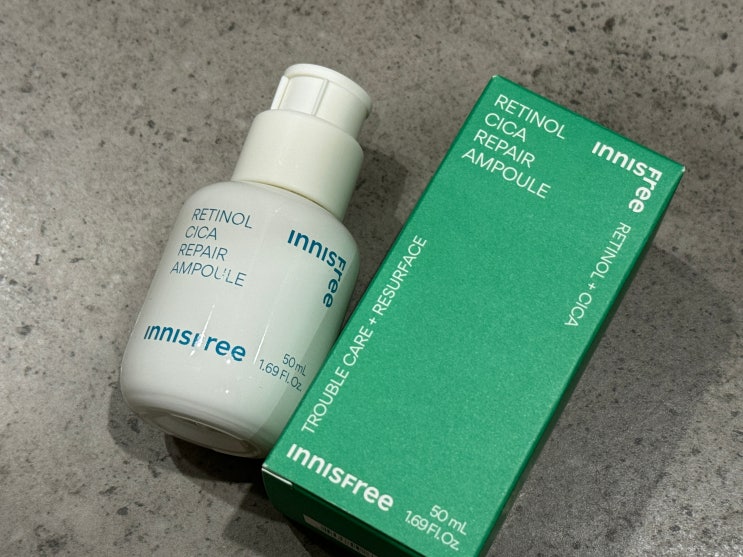 RETINOL
CICA
REPAIR
AMPOULE
innisFree
innisFree
50 mL
1.69 Fl.Oz.
RETINOL
CICA
REPAIR
AMPOULE
innisFree
RETINOL + CICA
TROUBLE CARE + RESURFACE
innisFree
50 mL
1.69 Fl.Oz.